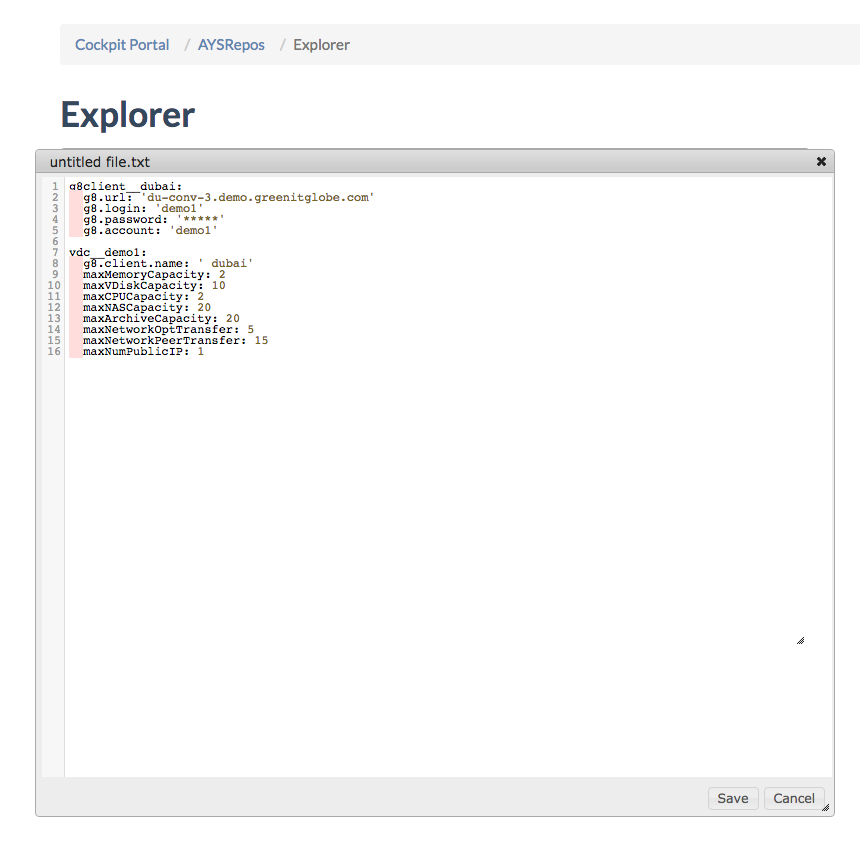 Cockpit Portal / AYSRepos / Explorer
Explorer
untitled file.txt
1 g8client__dubai:
2 g8.url: 'du-conv-3.demo.greenitglobe.com'
3 g8.login: 'demo1'
4 g8.password: '*****'
5 g8.account: 'demo1'
6
7 vdc__demo1:
8 g8.client.name: ' dubai'
9 maxMemoryCapacity: 2
10 maxVDiskCapacity: 10
11 maxCPUCapacity: 2
12 maxNASCapacity: 20
13 maxArchiveCapacity: 20
14 maxNetworkOptTransfer: 5
15 maxNetworkPeerTransfer: 15
16 maxNumPublicIP: 1
Save Cancel